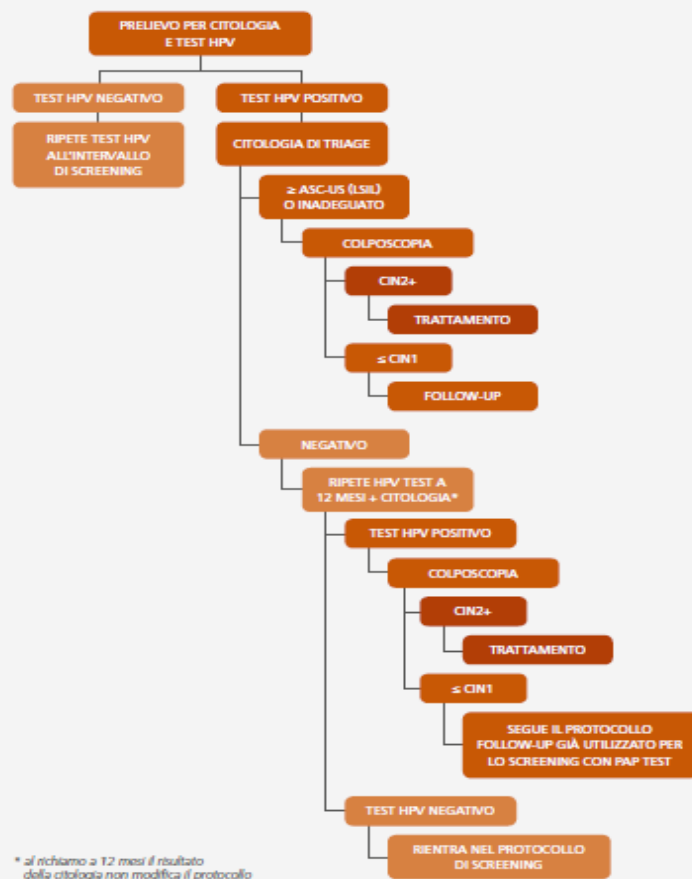 PRELIEVO PER CITOLOGIA
E TEST HPV
TEST HPV NEGATIVO
TEST HPV POSITIVO
RIPETE TEST HPV
ALL'INTERVALLO
DI SCREENING
CITOLOGIA DI TRIAGE
≥ ASC-US (LSIL)
O INADEGUATO
COLPOSCOPIA
CIN2+
TRATTAMENTO
≤ CIN1
FOLLOW-UP
NEGATIVO
RIPETE HPV TEST A
12 MESI + CITOLOGIA*
TEST HPV POSITIVO
COLPOSCOPIA
CIN2+
TRATTAMENTO
≤ CIN1
SEGUE IL PROTOCOLLO
FOLLOW-UP GIÀ UTILIZZATO PER
LO SCREENING CON PAP TEST
TEST HPV NEGATIVO
RIENTRA NEL PROTOCOLLO
DI SCREENING
* al richiamo a 12 mesi il risultato
della citologia non modifica il protocollo